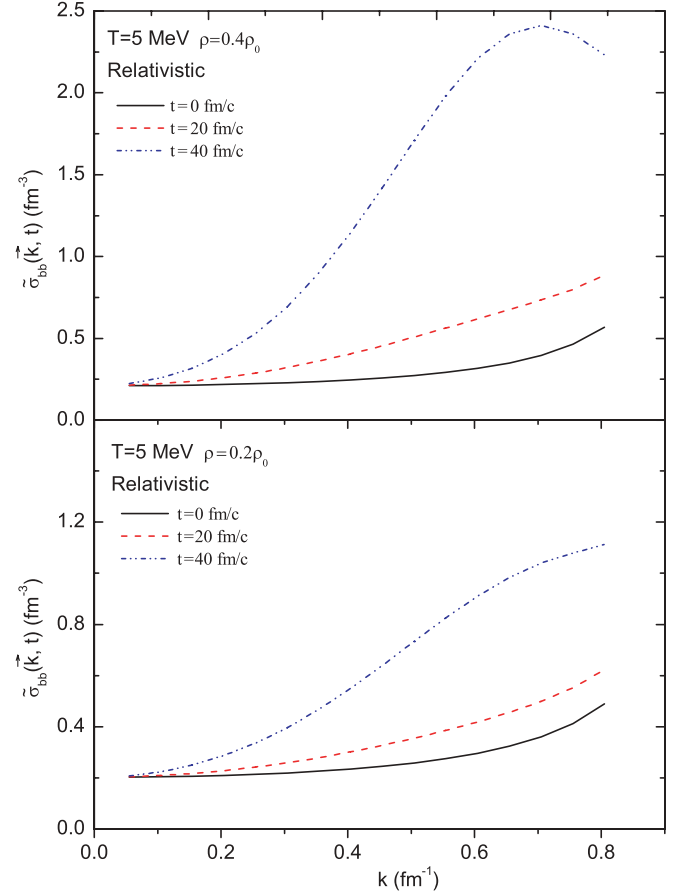 2.5
T=5 MeV ρ=0.4ρ₀
Relativistic
t=0 fm/c
t=20 fm/c
t=40 fm/c
2.0
1.5
1.0
0.5
0.0
σ̃bb(k⃗, t) (fm⁻³)
T=5 MeV ρ=0.2ρ₀
Relativistic
t=0 fm/c
t=20 fm/c
t=40 fm/c
1.2
0.8
0.4
0.0
σ̃bb(k⃗, t) (fm⁻³)
0.0 0.2 0.4 0.6 0.8
k (fm⁻¹)